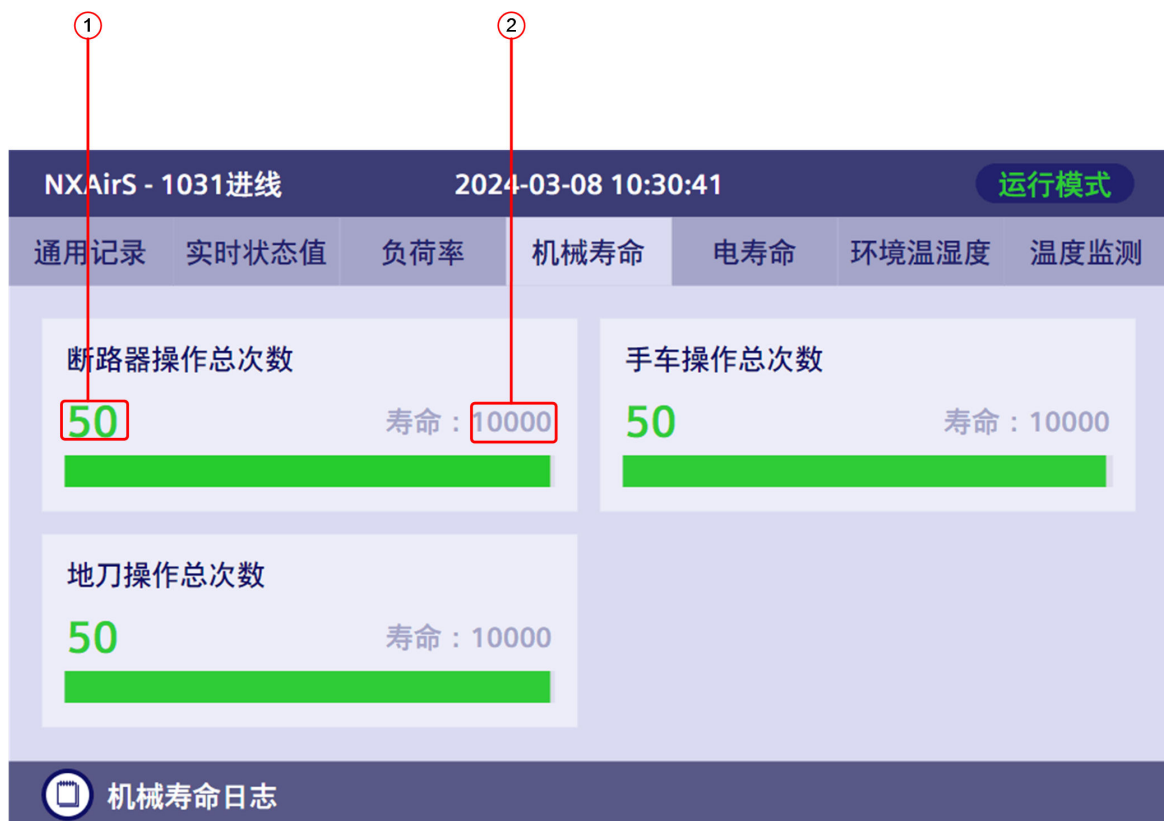 ① ②
NXAirS - 1031进线 2024-03-08 10:30:41 运行模式
通用记录 实时状态值 负荷率 机械寿命 电寿命 环境温湿度 温度监测
断路器操作总次数
50 寿命：10000
手车操作总次数
50 寿命：10000
地刀操作总次数
50 寿命：10000
机械寿命日志